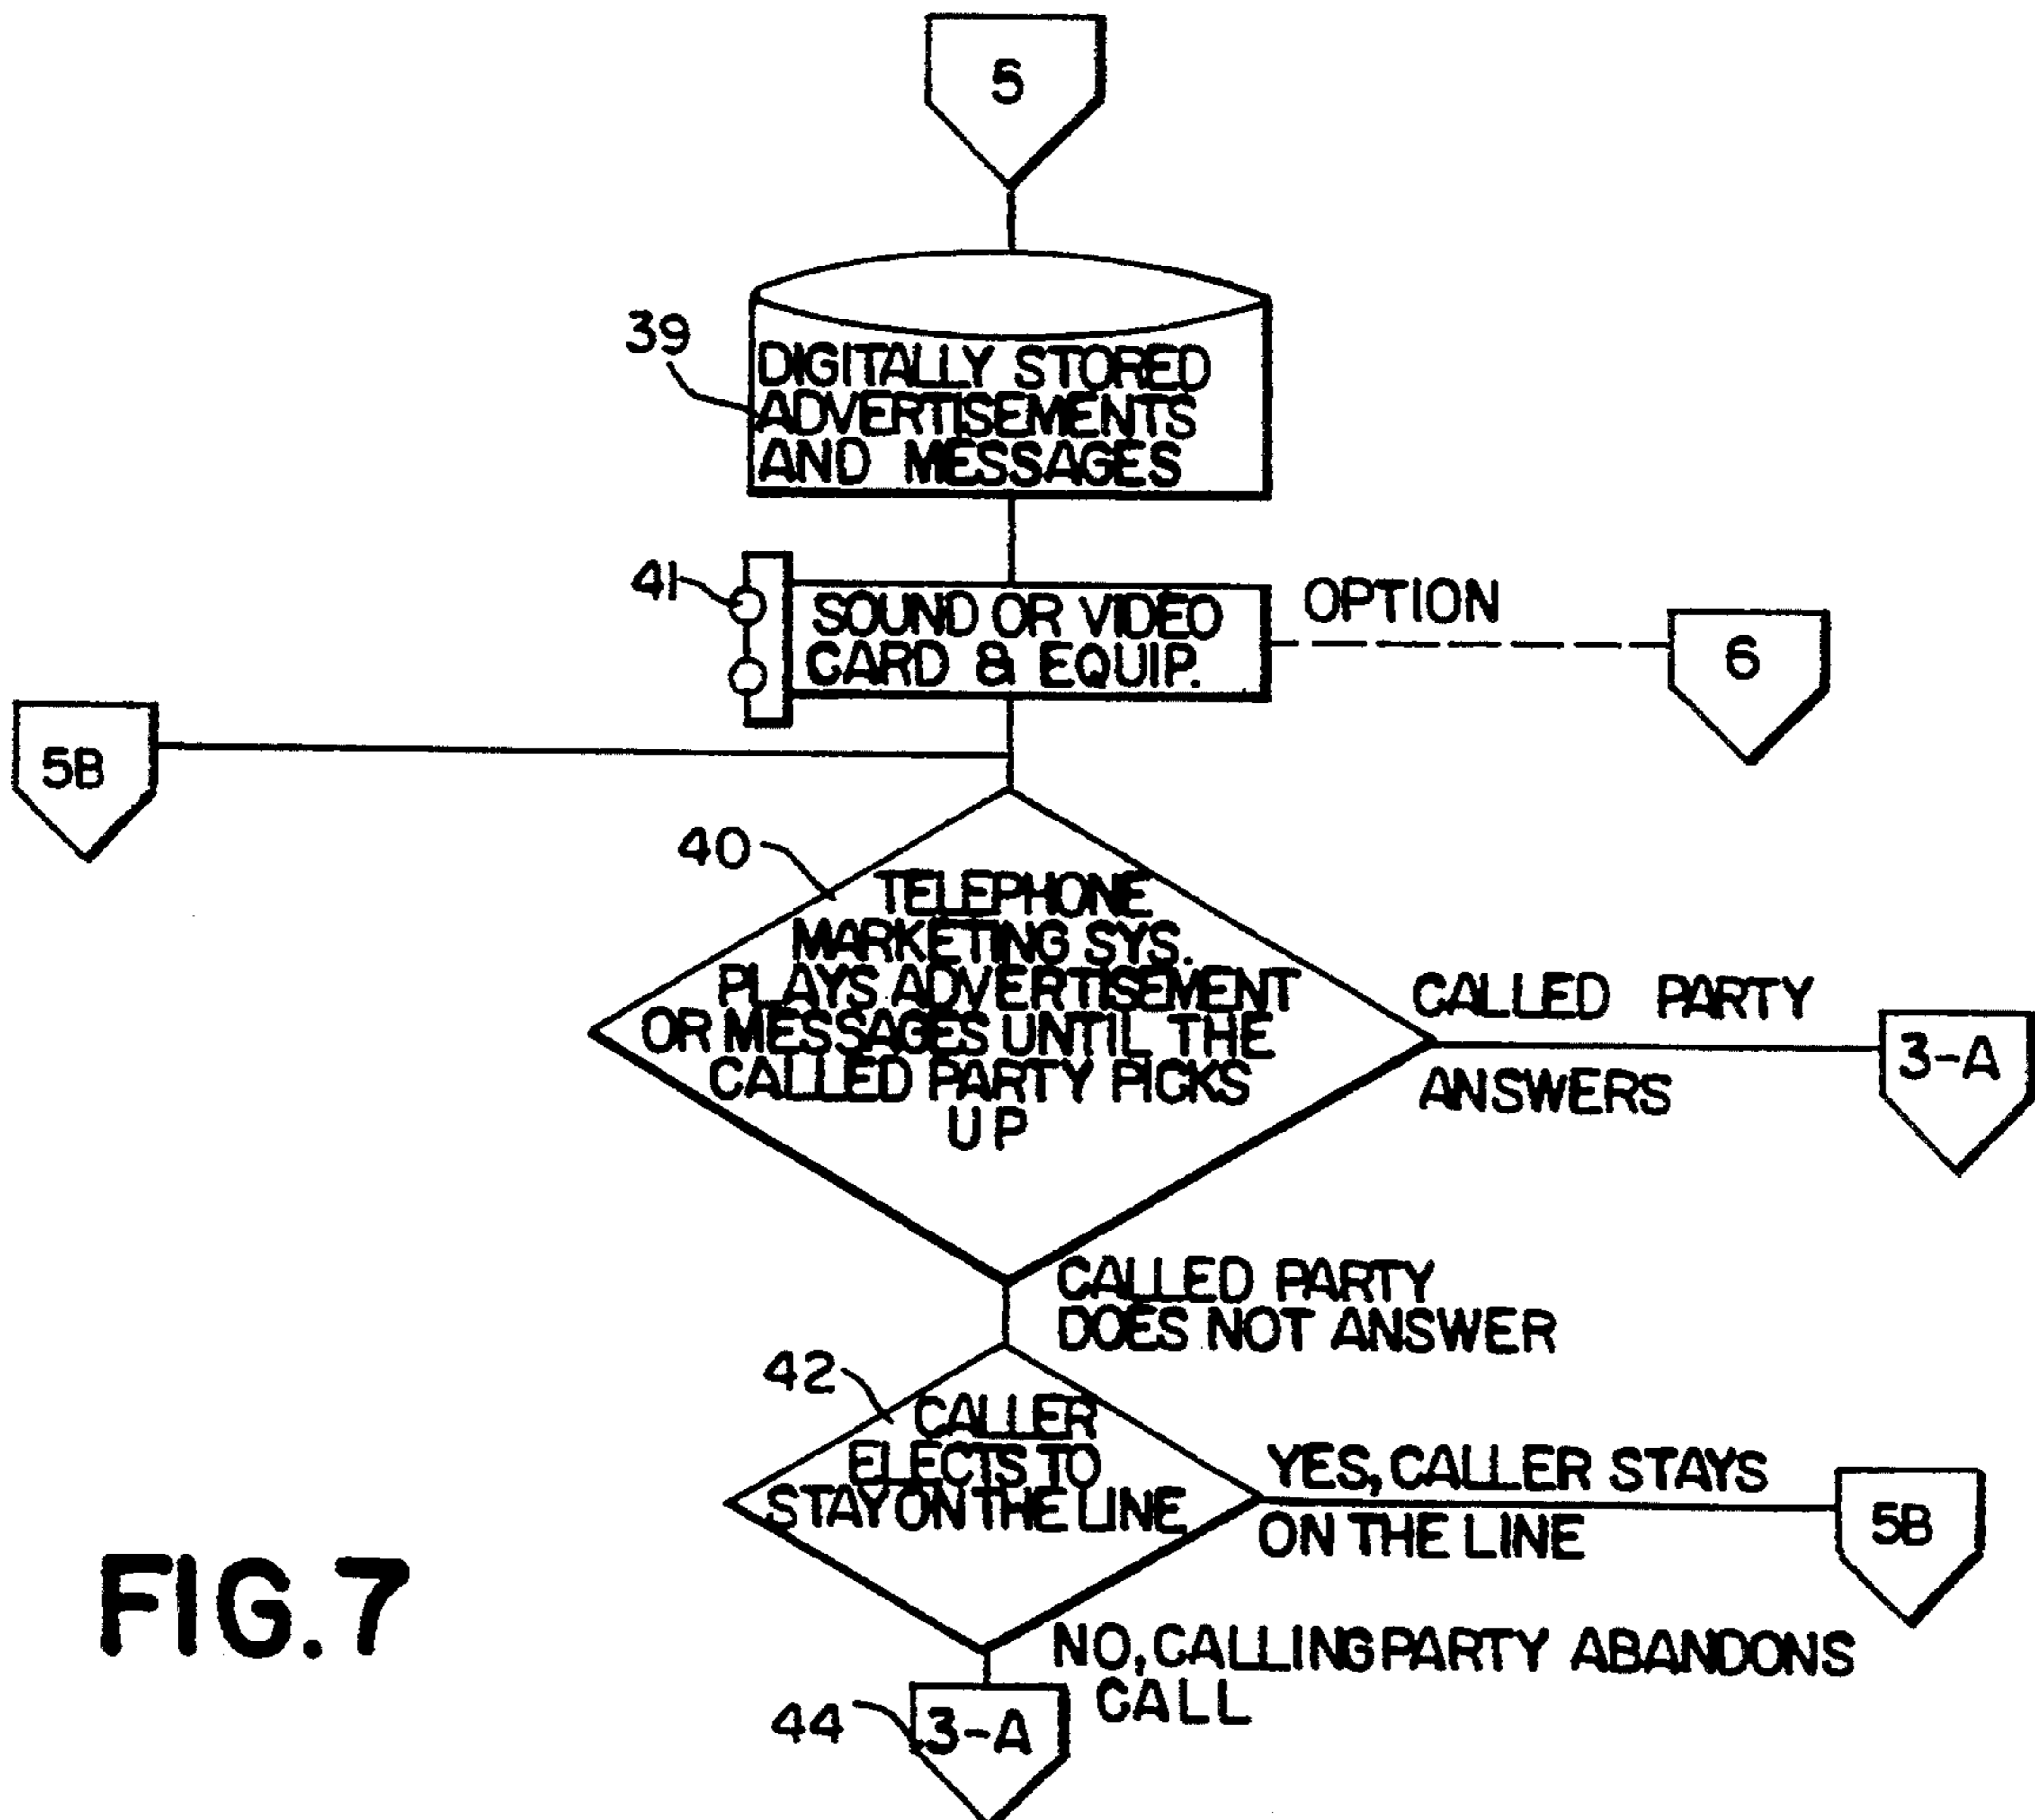 5
39
DIGITALLY STORED
ADVERTISEMENTS
AND MESSAGES
41
SOUND OR VIDEO
CARD & EQUIP.
OPTION
6
5B
40
TELEPHONE
MARKETING SYS.
PLAYS ADVERTISEMENT
OR MESSAGES UNTIL THE
CALLED PARTY PICKS
UP
CALLED PARTY
ANSWERS
3-A
CALLED PARTY
DOES NOT ANSWER
42
CALLER
ELECTS TO
STAY ON THE LINE
YES, CALLER STAYS
ON THE LINE
5B
NO, CALLING PARTY ABANDONS
CALL
44
3-A
FIG. 7